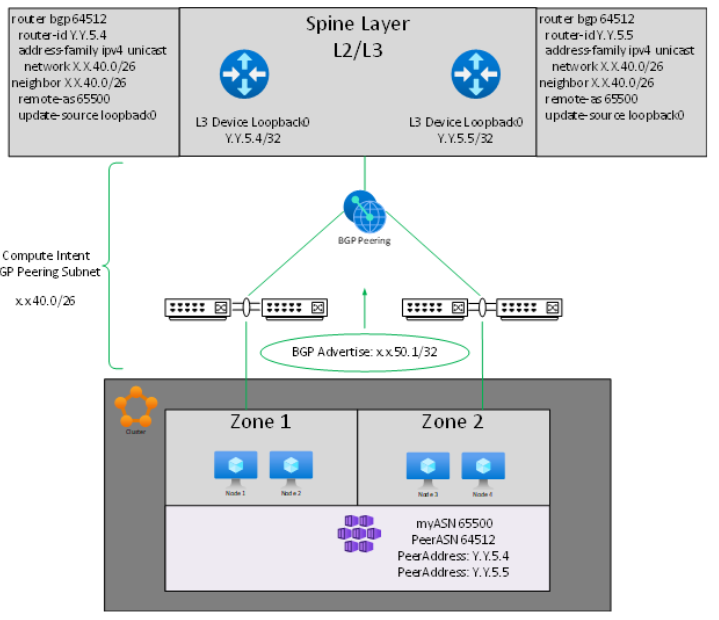 router bgp 64512
router-id Y.Y.5.4
address-family ipv4 unicast
network X.X.40.0/26
neighbor X.X.40.0/26
remote-as 65500
update-source loopback0
Spine Layer
L2/L3
L3 Device Loopback0
Y.Y.5.4/32
L3 Device Loopback0
Y.Y.5.5/32
router bgp 64512
router-id Y.Y.5.5
address-family ipv4 unicast
network X.X.40.0/26
neighbor X.X.40.0/26
remote-as 65500
update-source loopback0
BGP Peering
Compute Intent
GP Peering Subnet
x.x40.0/26
BGP Advertise: x.x.50.1/32
Cluster
Zone 1
Zone 2
Node 1
Node 2
Node 3
Node 4
myASN 65500
PeerASN 64512
PeerAddress: Y.Y.5.4
PeerAddress: Y.Y.5.5